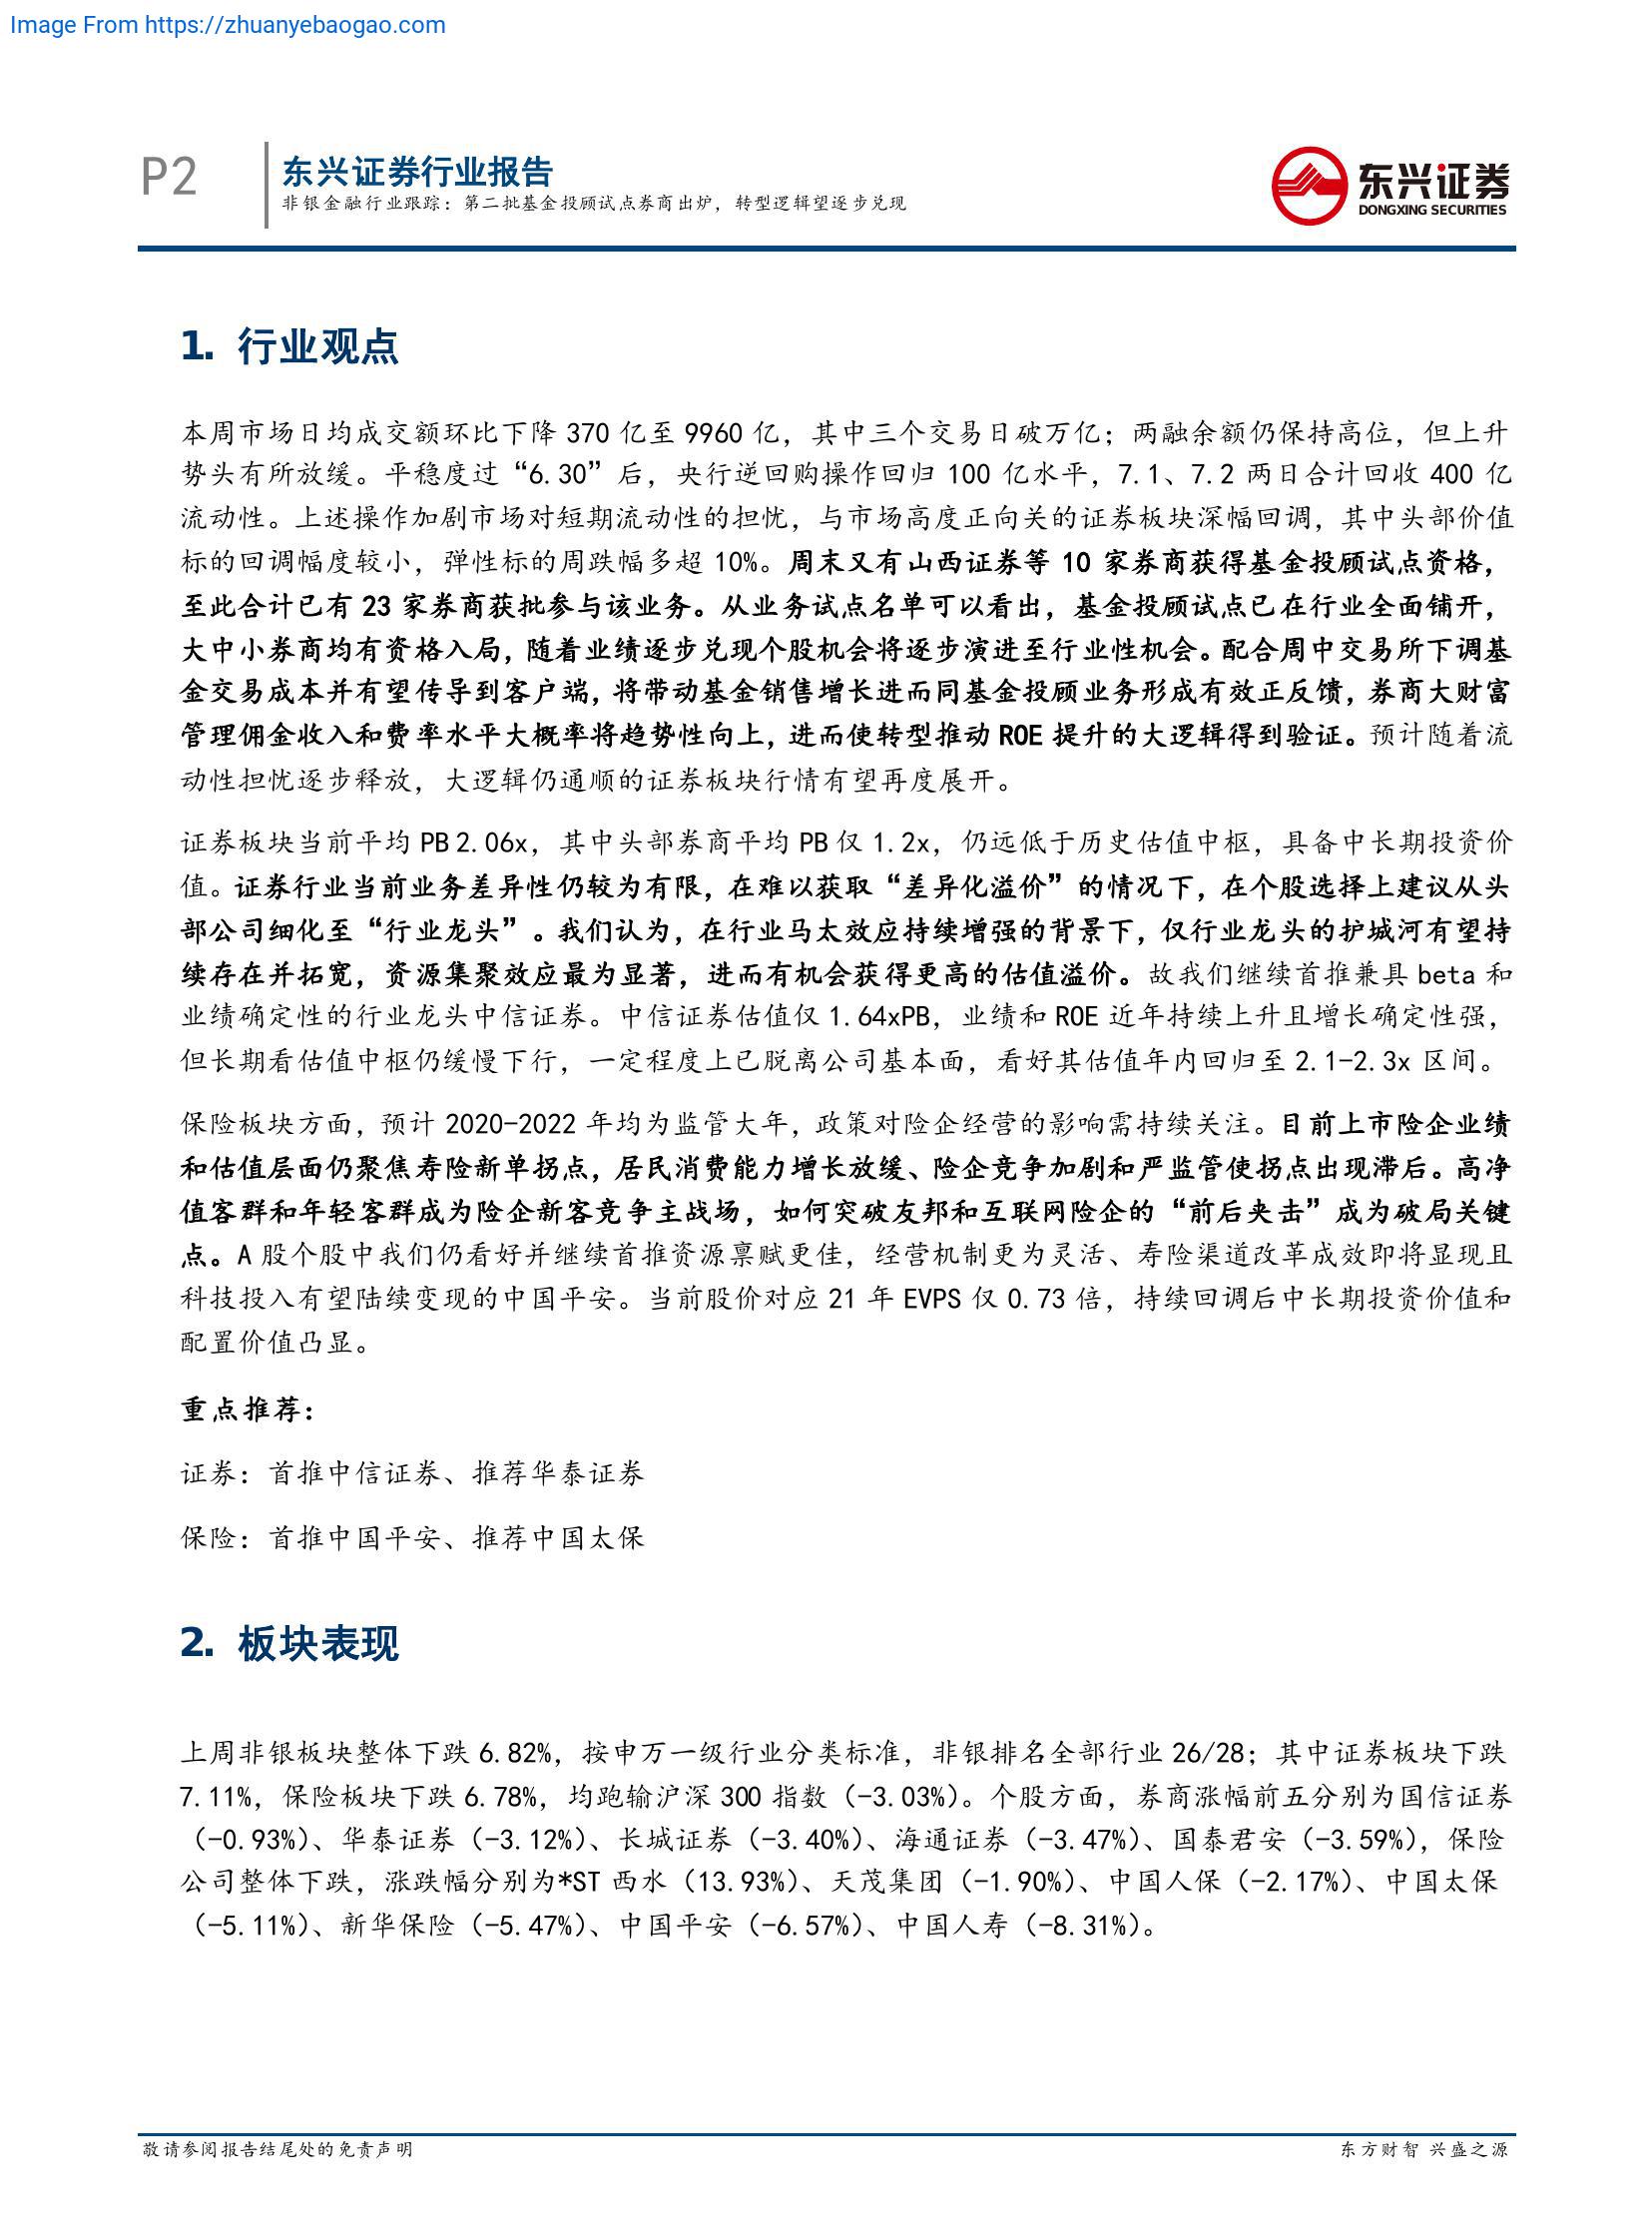 Image From https://zhuanyebaogao.com
P2
东兴证券行业报告
非银金融行业跟踪：第二批基金投顾试点券商出炉，转型逻辑望逐步兑现
东兴证券
DONGXING SECURITIES
1. 行业观点
本周市场日均成交额环比下降 370 亿至 9960 亿，其中三个交易日破万亿；两融余额仍保持高位，但上升
势头有所放缓。平稳度过“6.30”后，央行逆回购操作回归 100 亿水平，7.1、7.2 两日合计回收 400 亿
流动性。上述操作加剧市场对短期流动性的担忧，与市场高度正向关的证券板块深幅回调，其中头部价值
标的回调幅度较小，弹性标的周跌幅多超 10%。周末又有山西证券等 10 家券商获得基金投顾试点资格，
至此合计已有 23 家券商获批参与该业务。从业务试点名单可以看出，基金投顾试点已在行业全面铺开，
大中小券商均有资格入局，随着业绩逐步兑现个股机会将逐步演进至行业性机会。配合周中交易所下调基
金交易成本并有望传导到客户端，将带动基金销售增长进而同基金投顾业务形成有效正反馈，券商大财富
管理佣金收入和费率水平大概率将趋势性向上，进而使转型推动 ROE 提升的大逻辑得到验证。预计随着流
动性担忧逐步释放，大逻辑仍通顺的证券板块行情有望再度展开。
证券板块当前平均 PB 2.06x，其中头部券商平均 PB 仅 1.2x，仍远低于历史估值中枢，具备中长期投资价
值。证券行业当前业务差异性仍较为有限，在难以获取“差异化溢价”的情况下，在个股选择上建议从头
部公司细化至“行业龙头”。我们认为，在行业马太效应持续增强的背景下，仅行业龙头的护城河有望持
续存在并拓宽，资源集聚效应最为显著，进而有机会获得更高的估值溢价。故我们继续首推兼具 beta 和
业绩确定性的行业龙头中信证券。中信证券估值仅 1.64xPB，业绩和 ROE 近年持续上升且增长确定性强，
但长期看估值中枢仍缓慢下行，一定程度上已脱离公司基本面，看好其估值年内回归至 2.1-2.3x 区间。
保险板块方面，预计 2020-2022 年均为监管大年，政策对险企经营的影响需持续关注。目前上市险企业绩
和估值层面仍聚焦寿险新单拐点，居民消费能力增长放缓、险企竞争加剧和严监管使拐点出现滞后。高净
值客群和年轻客群成为险企新客竞争主战场，如何突破友邦和互联网险企的“前后夹击”成为破局关键
点。A 股个股中我们仍看好并继续首推资源禀赋更佳，经营机制更为灵活、寿险渠道改革成效即将显现且
科技投入有望陆续变现的中国平安。当前股价对应 21 年 EVPS 仅 0.73 倍，持续回调后中长期投资价值和
配置价值凸显。
重点推荐：
证券：首推中信证券、推荐华泰证券
保险：首推中国平安、推荐中国太保
2. 板块表现
上周非银板块整体下跌 6.82%，按申万一级行业分类标准，非银排名全部行业 26/28；其中证券板块下跌
7.11%，保险板块下跌 6.78%，均跑输沪深 300 指数（-3.03%）。个股方面，券商涨幅前五分别为国信证券
（-0.93%）、华泰证券（-3.12%）、长城证券（-3.40%）、海通证券（-3.47%）、国泰君安（-3.59%），保险
公司整体下跌，涨跌幅分别为*ST 西水（13.93%）、天茂集团（-1.90%）、中国人保（-2.17%）、中国太保
（-5.11%）、新华保险（-5.47%）、中国平安（-6.57%）、中国人寿（-8.31%）。
敬请参阅报告结尾处的免责声明
东方财智 兴盛之源